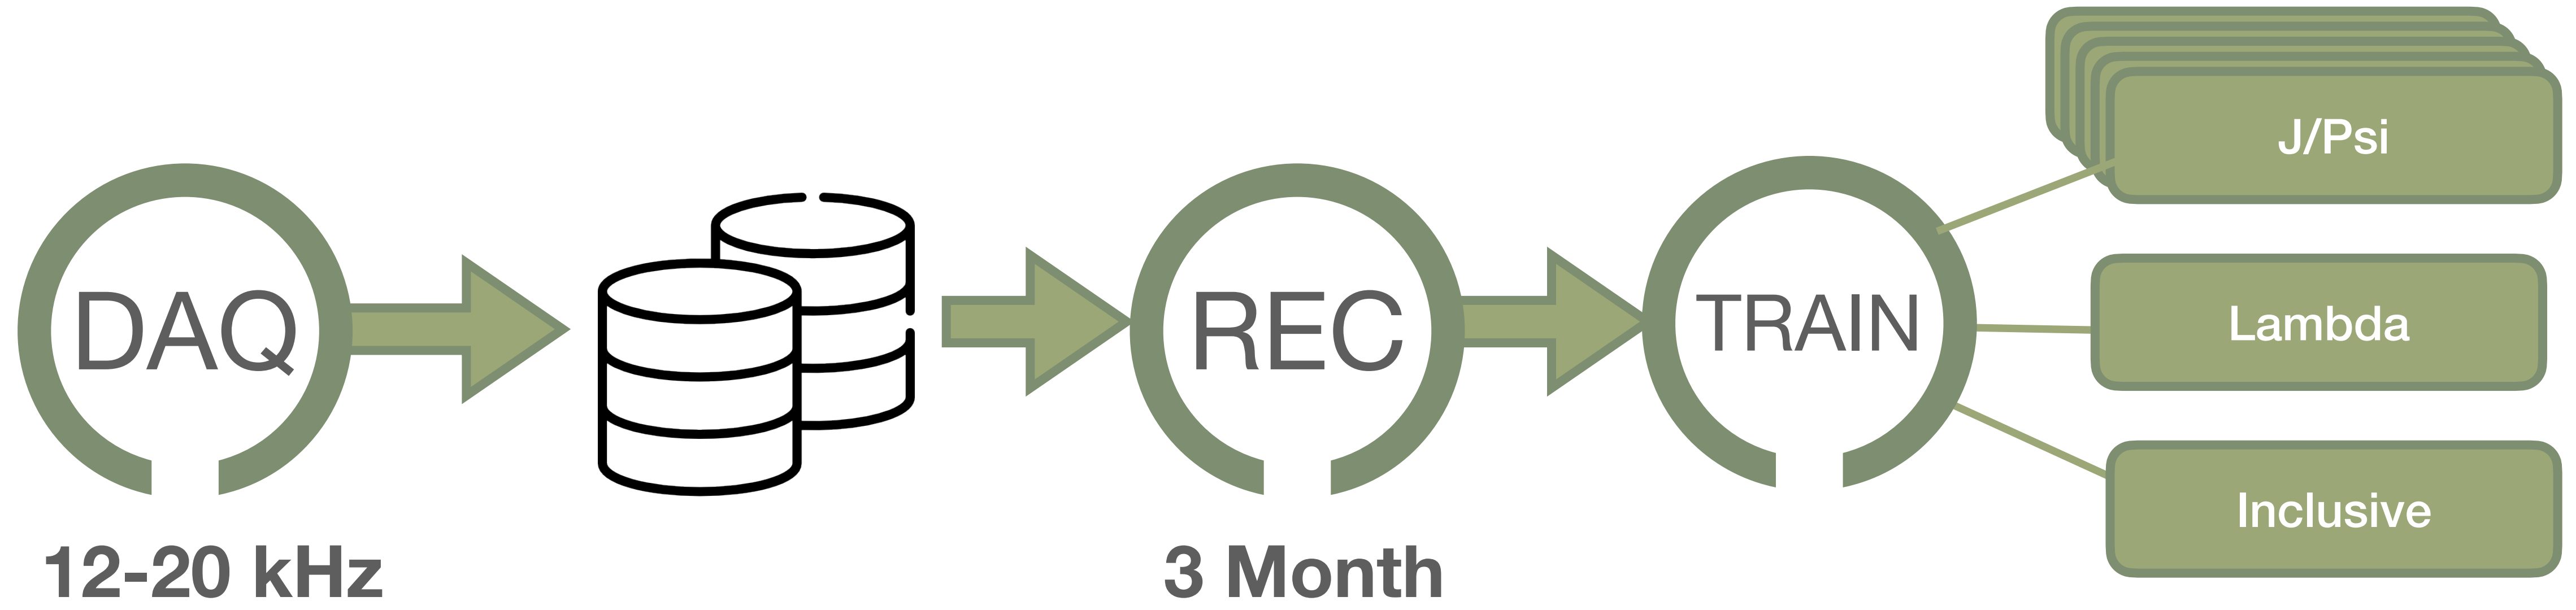 DAQ
12-20 kHz
REC
3 Month
TRAIN
J/Psi
Lambda
Inclusive